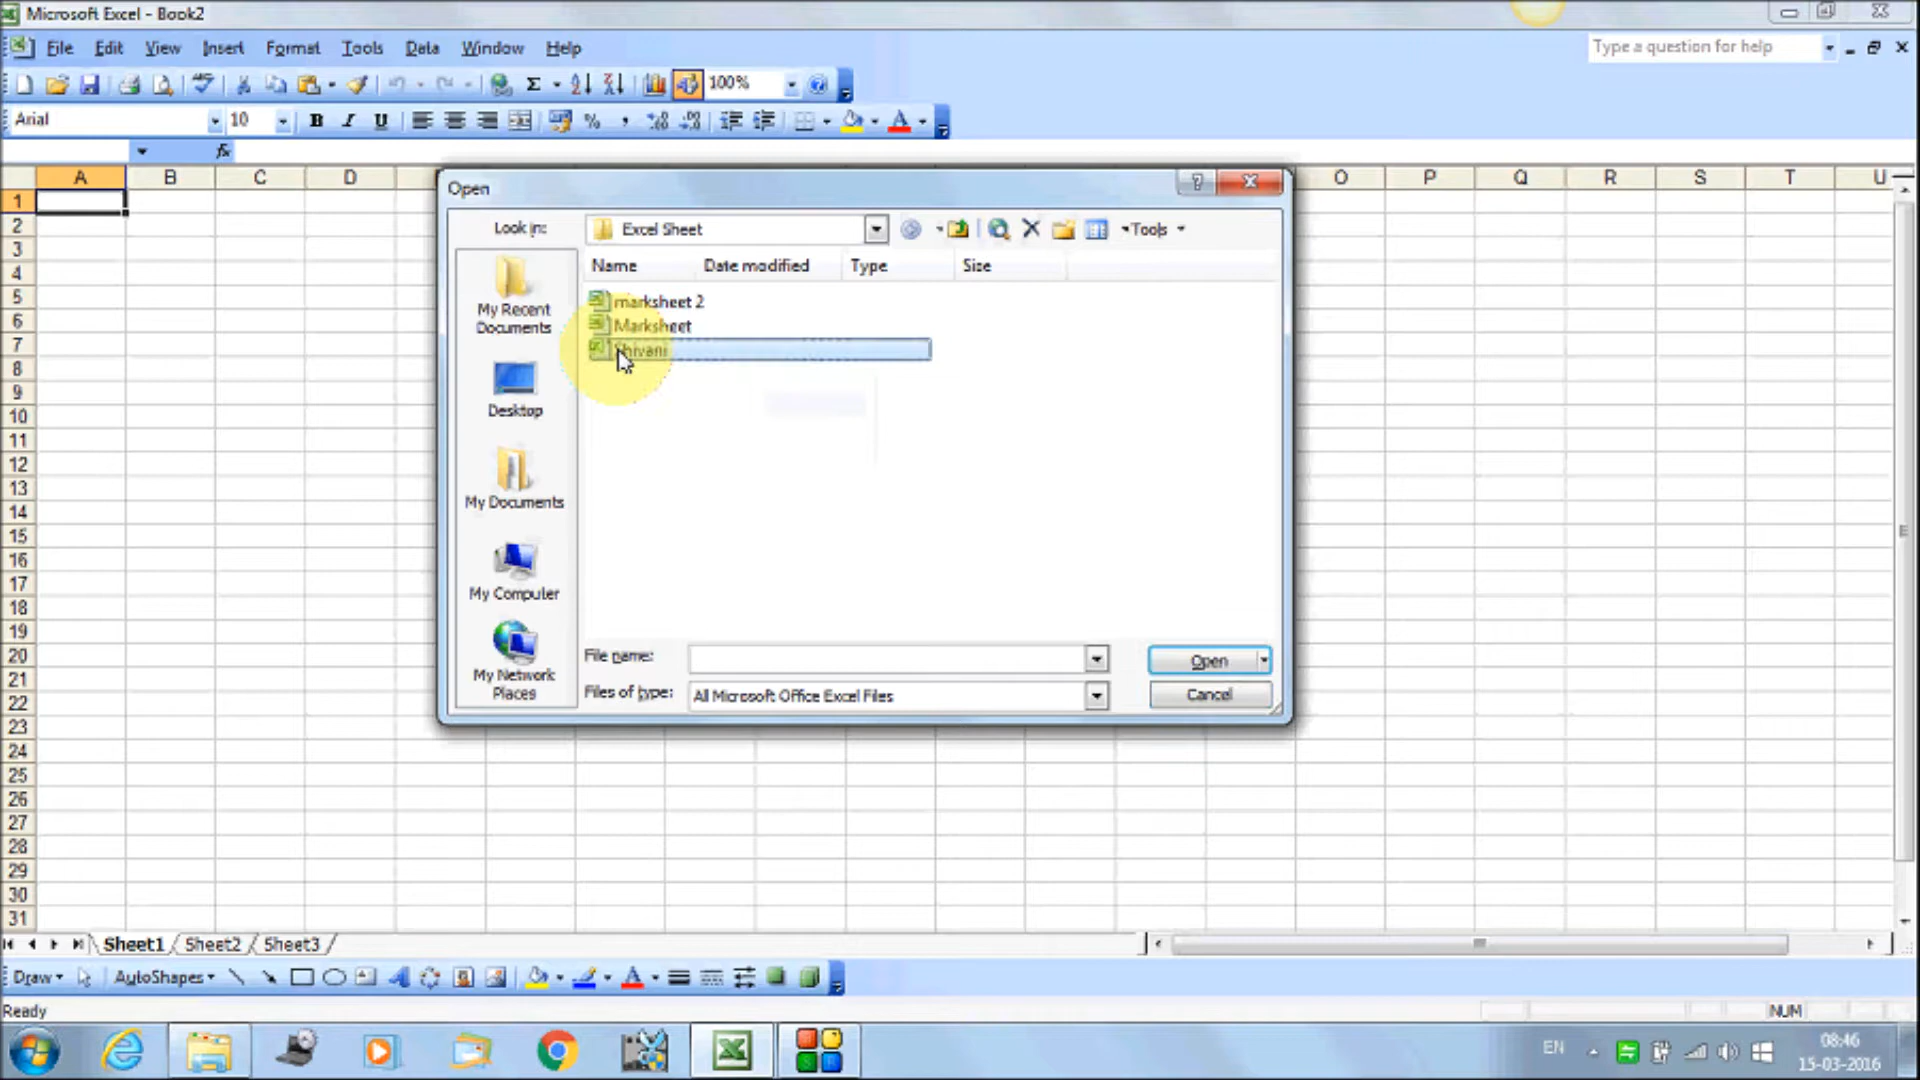 Microsoft Excel - Book2
File Edit View Insert Format Tools Data Window Help
Type a question for help
100%
Arial 10 B I U
fx
A B C D O P Q R S T U
1
2
3
4
5
6
7
8
9
10
11
12
13
14
15
16
17
18
19
20
21
22
23
24
25
26
27
28
29
30
31
Open
Look in: Excel Sheet Tools
Name Date modified Type Size
marksheet 2
Marksheet
Shivani
My Recent
Documents
Desktop
My Documents
My Computer
My Network
Places
File name: Open
Files of type: All Microsoft Office Excel Files Cancel
Sheet1 Sheet2 Sheet3
Draw AutoShapes
Ready NUM
EN 08:46
15-03-2016